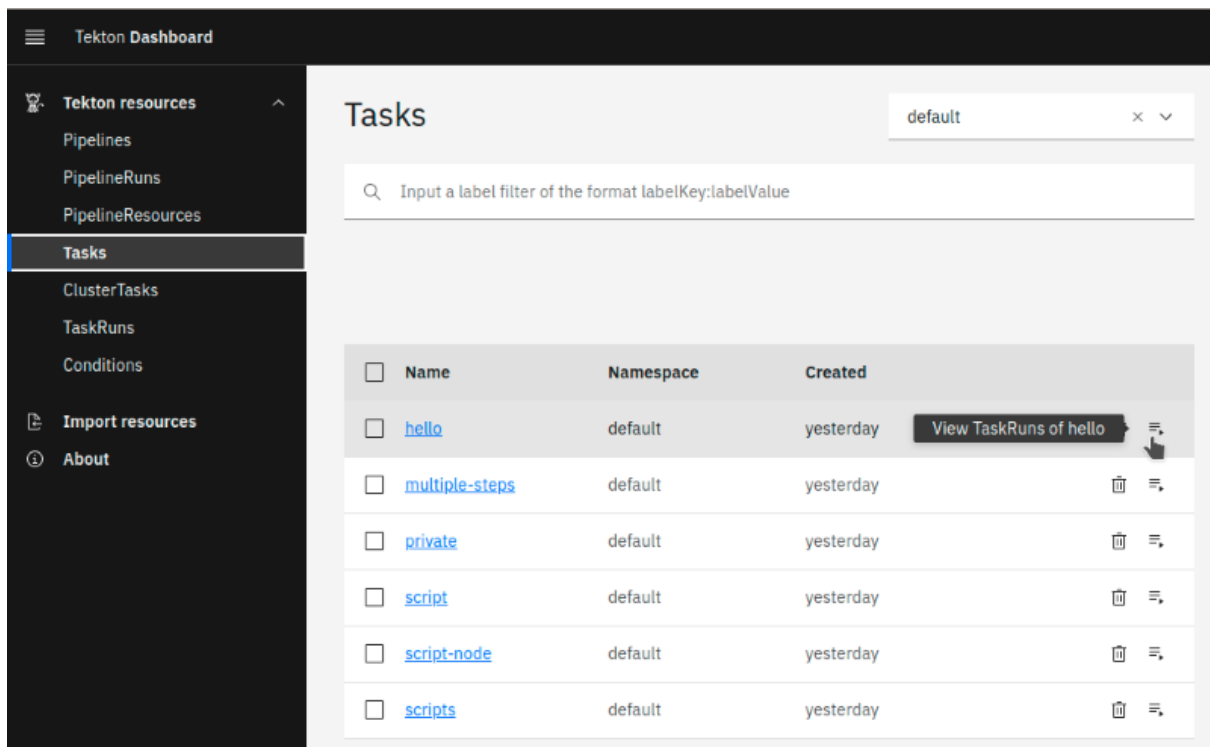 Tekton Dashboard
Tekton resources
Pipelines
PipelineRuns
PipelineResources
Tasks
ClusterTasks
TaskRuns
Conditions
Import resources
About
Tasks
default
Input a label filter of the format labelKey:labelValue
Name Namespace Created
hello default yesterday View TaskRuns of hello
multiple-steps default yesterday
private default yesterday
script default yesterday
script-node default yesterday
scripts default yesterday